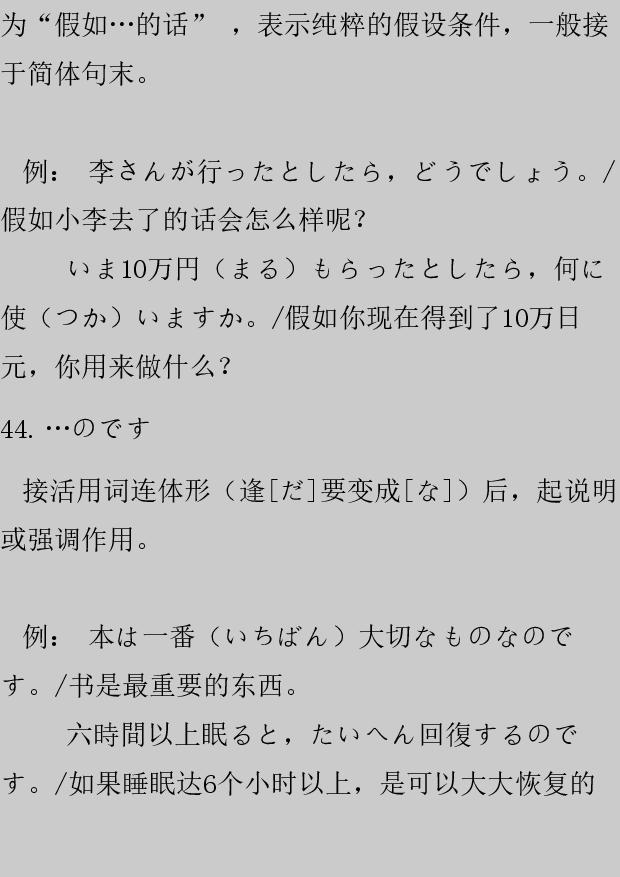 为“假如…的话” ，表示纯粹的假设条件，一般接
于简体句末。
例： 李さんが行ったとしたら，どうでしょう。/
假如小李去了的话会怎么样呢？
いま10万円（まる）もらったとしたら，何に
使（つか）いますか。/假如你现在得到了10万日
元，你用来做什么？
44. …のです
接活用词连体形（逢[だ]要变成[な]）后，起说明
或强调作用。
例： 本は一番（いちばん）大切なものなので
す。/书是最重要的东西。
六時間以上眠ると，たいへん回復するので
す。/如果睡眠达6个小时以上，是可以大大恢复的